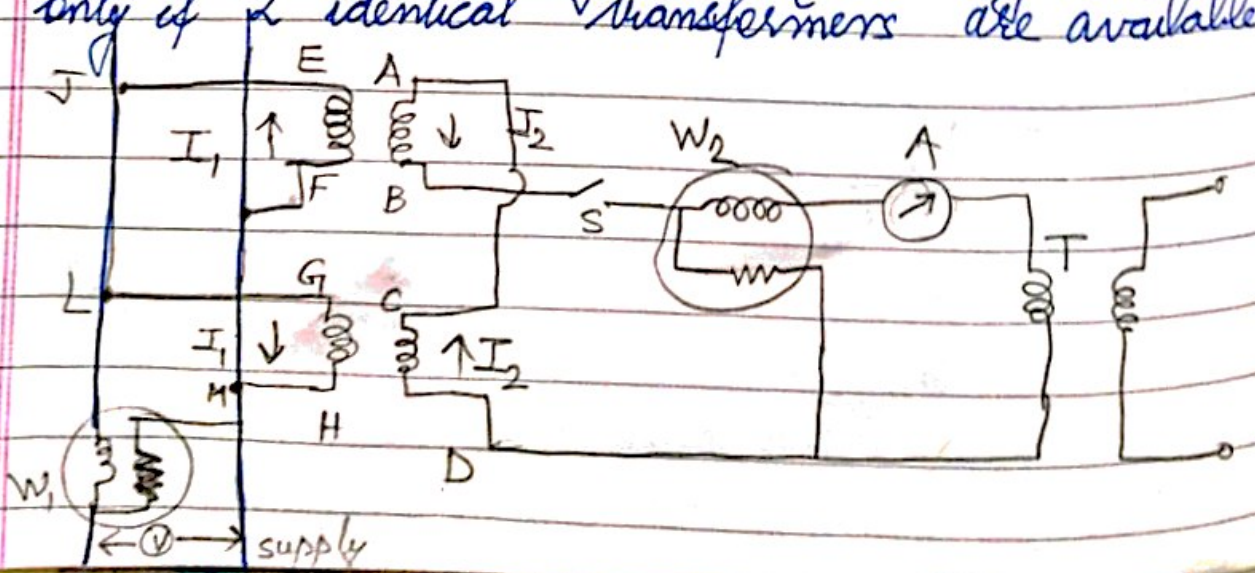 only if 2 identical transformers are available
E A
J
I₁ ↑ ↓ I₂
W₂ A
F B
S
T
L G C
I₁ ↓ ↑ I₂
M
H
D
W₁
V supply